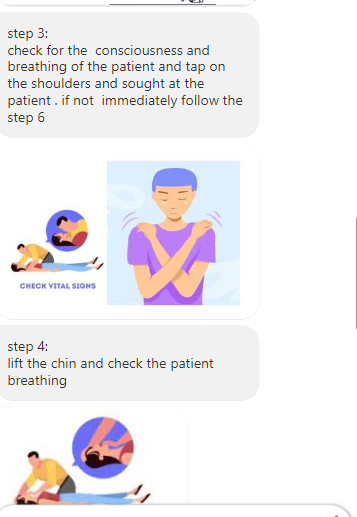 step 3:
check for the  consciousness and
breathing of the patient and tap on
the shoulders and sought at the
patient . if not  immediately follow the
step 6
CHECK VITAL SIGNS
step 4:
lift the chin and check the patient
breathing